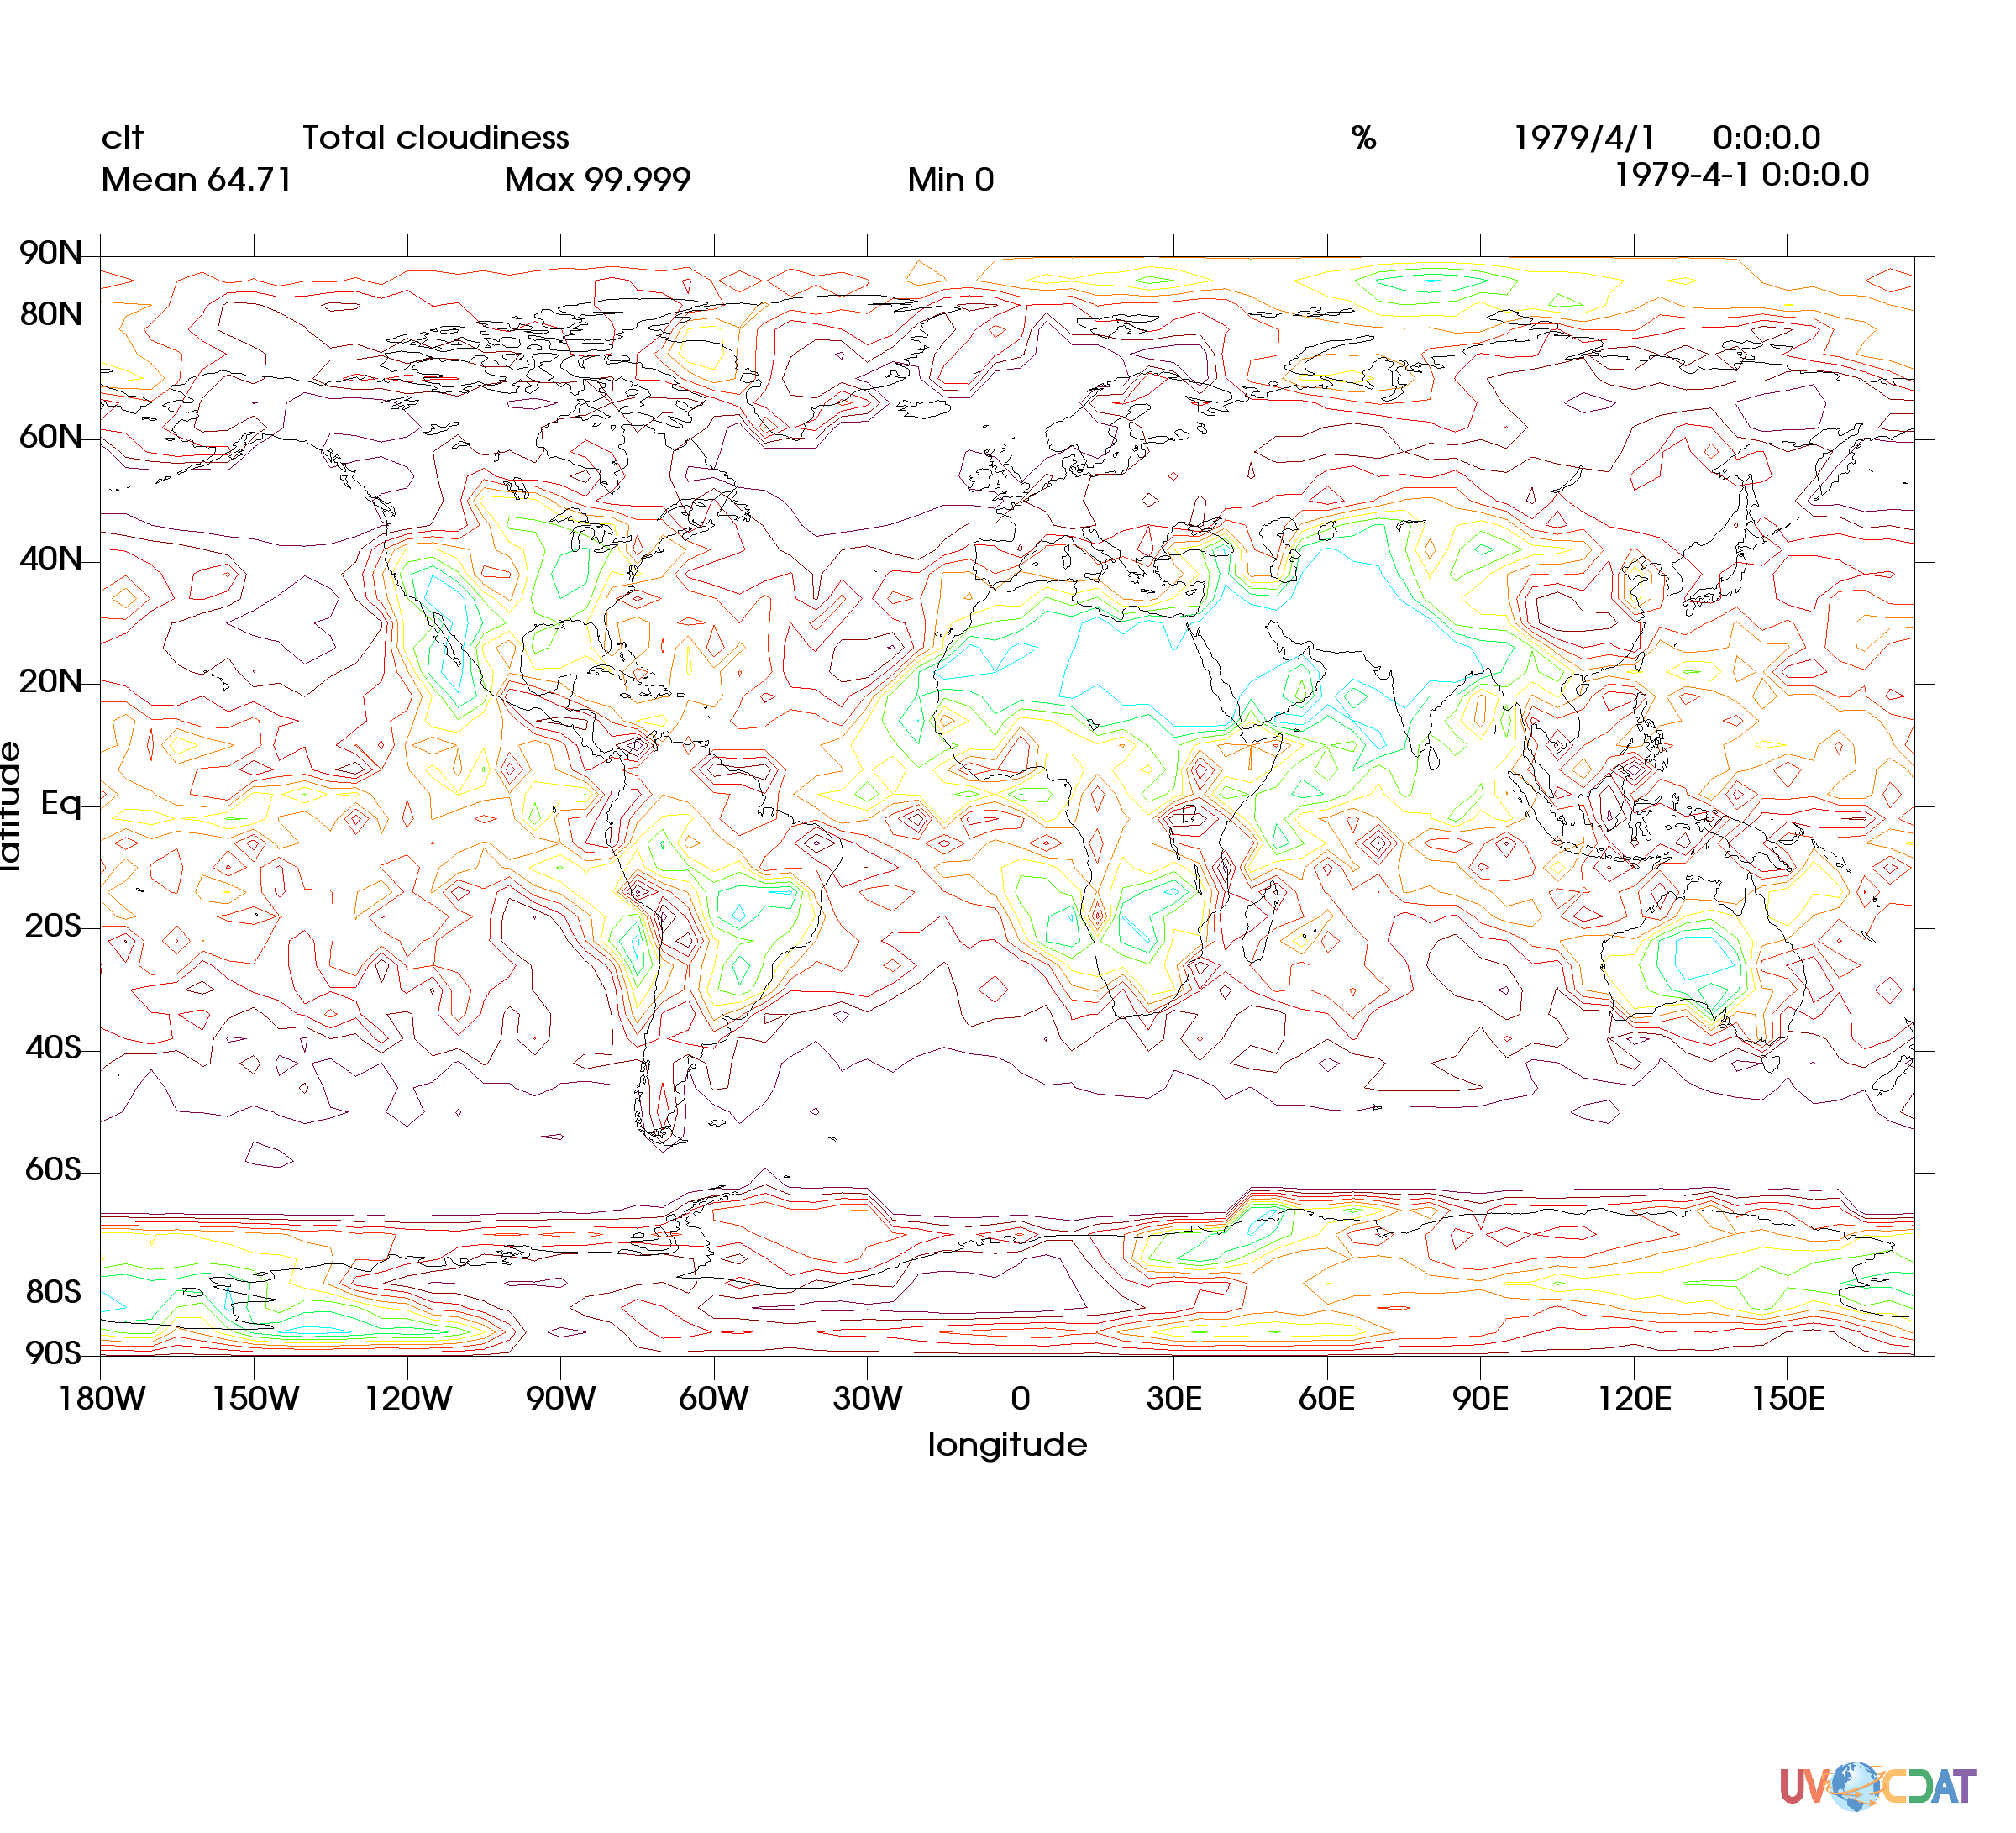 clt Total cloudiness % 1979/4/1 0:0:0.0
Mean 64.71 Max 99.999 Min 0 1979-4-1 0:0:0.0
90N
80N
60N
40N
20N
Eq
20S
40S
60S
80S
90S
latitude
180W 150W 120W 90W 60W 30W 0 30E 60E 90E 120E 150E
longitude
UV CDAT